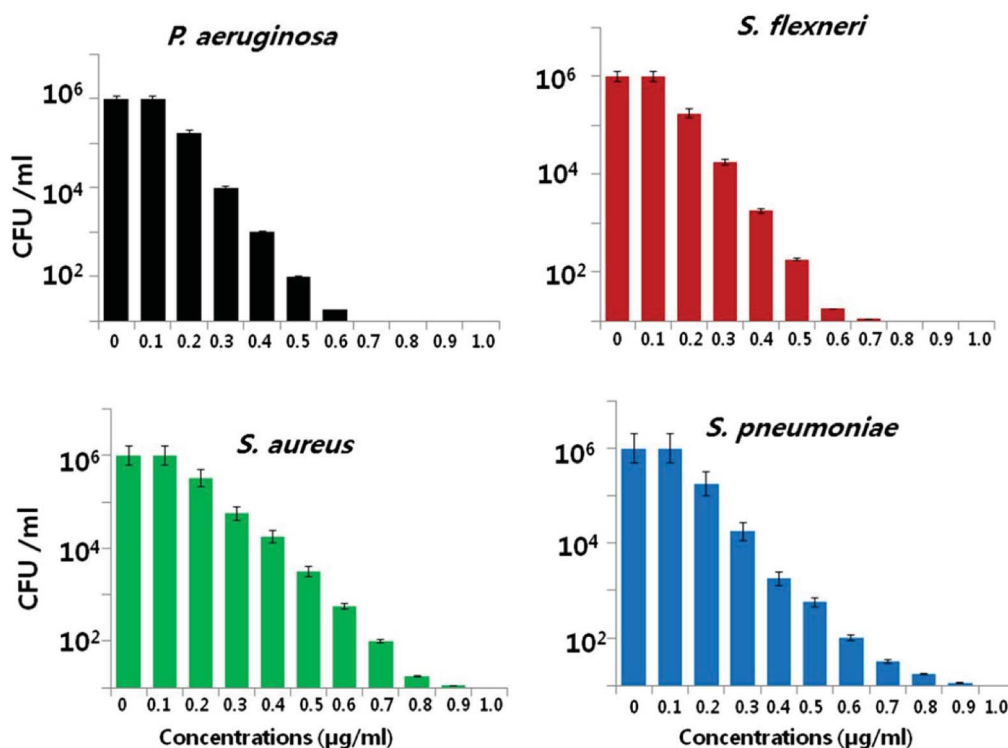 P. aeruginosa
CFU /ml
10⁶
10⁴
10²
0 0.1 0.2 0.3 0.4 0.5 0.6 0.7 0.8 0.9 1.0
S. flexneri
10⁶
10⁴
10²
0 0.1 0.2 0.3 0.4 0.5 0.6 0.7 0.8 0.9 1.0
S. aureus
CFU /ml
10⁶
10⁴
10²
0 0.1 0.2 0.3 0.4 0.5 0.6 0.7 0.8 0.9 1.0
Concentrations (µg/ml)
S. pneumoniae
10⁶
10⁴
10²
0 0.1 0.2 0.3 0.4 0.5 0.6 0.7 0.8 0.9 1.0
Concentrations (µg/ml)